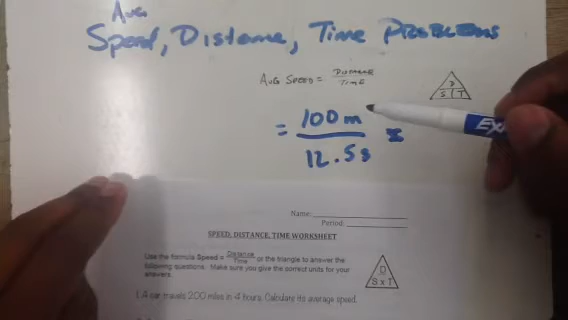 Avg
Speed, Distance, Time PROBLEMS
AVG SPEED = DISTANCE
TIME
D
S T
= 100m
12.5s
EX
Name:
Period:
SPEED, DISTANCE, TIME WORKSHEET
Use the formula Speed = Distance
Time or the triangle to answer the
following questions. Make sure you give the correct units for your
answers.
D
S x T
1. A car travels 200 miles in 4 hours. Calculate its average speed.